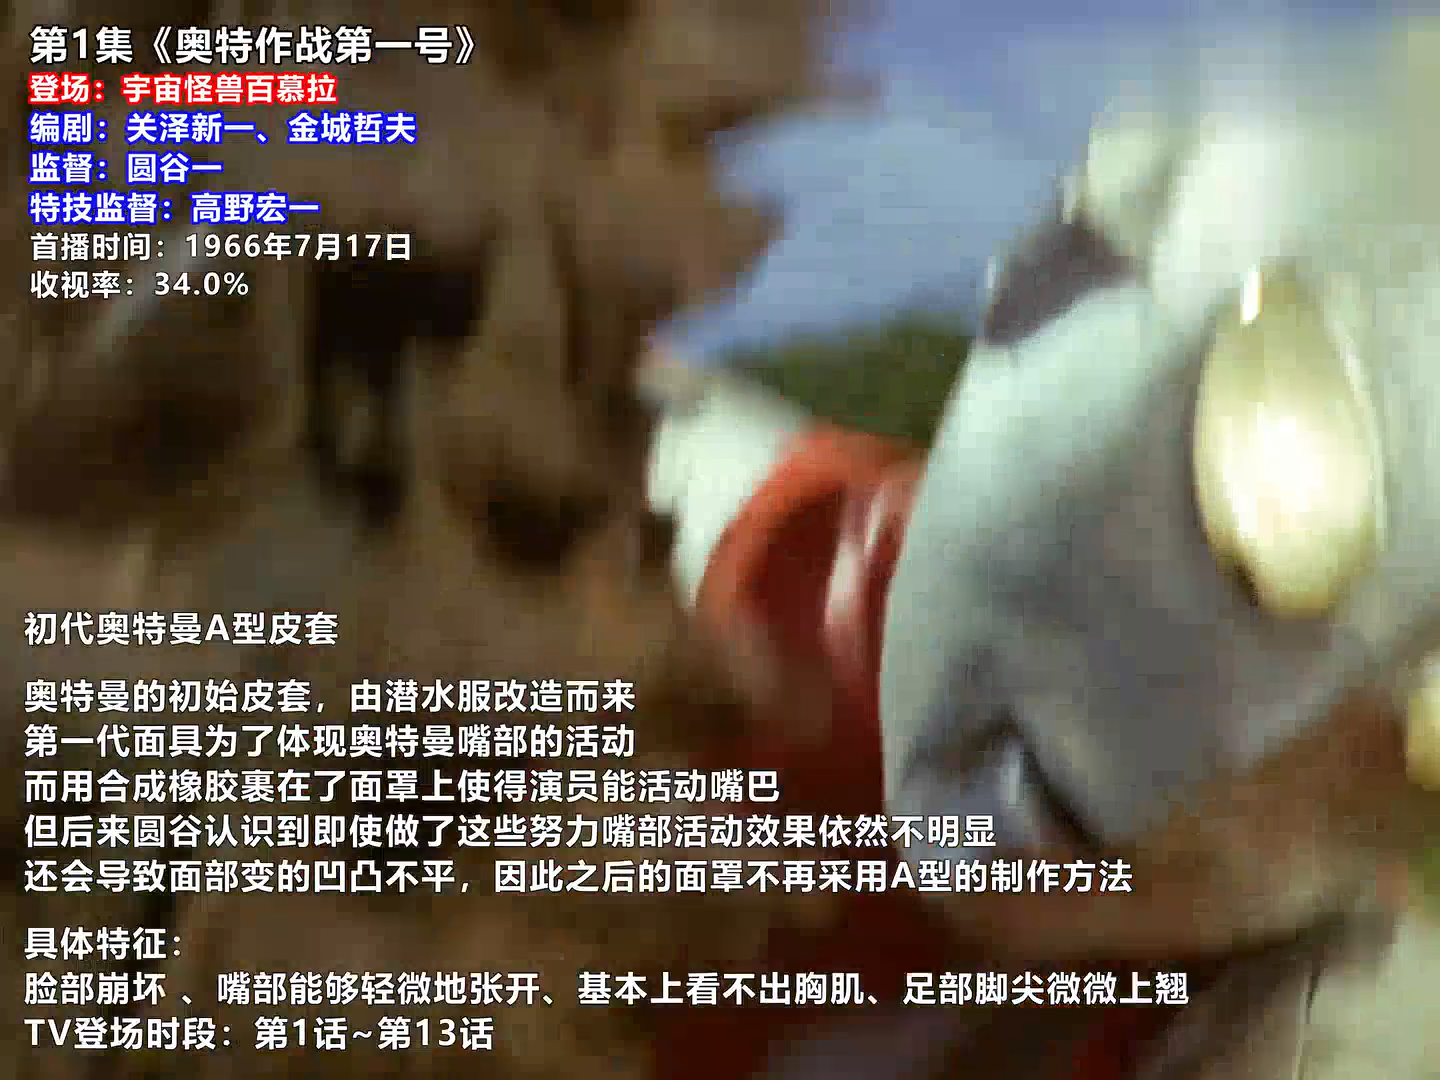 第1集《奥特作战第一号》
登场：宇宙怪兽百慕拉
编剧：关泽新一、金城哲夫
监督：圆谷一
特技监督：高野宏一
首播时间：1966年7月17日
收视率：34.0%
初代奥特曼A型皮套
奥特曼的初始皮套，由潜水服改造而来
第一代面具为了体现奥特曼嘴部的活动
而用合成橡胶裹在了面罩上使得演员能活动嘴巴
但后来圆谷认识到即使做了这些努力嘴部活动效果依然不明显
还会导致面部变的凹凸不平，因此之后的面罩不再采用A型的制作方法
具体特征：
脸部崩坏 、嘴部能够轻微地张开、基本上看不出胸肌、足部脚尖微微上翘
TV登场时段：第1话~第13话